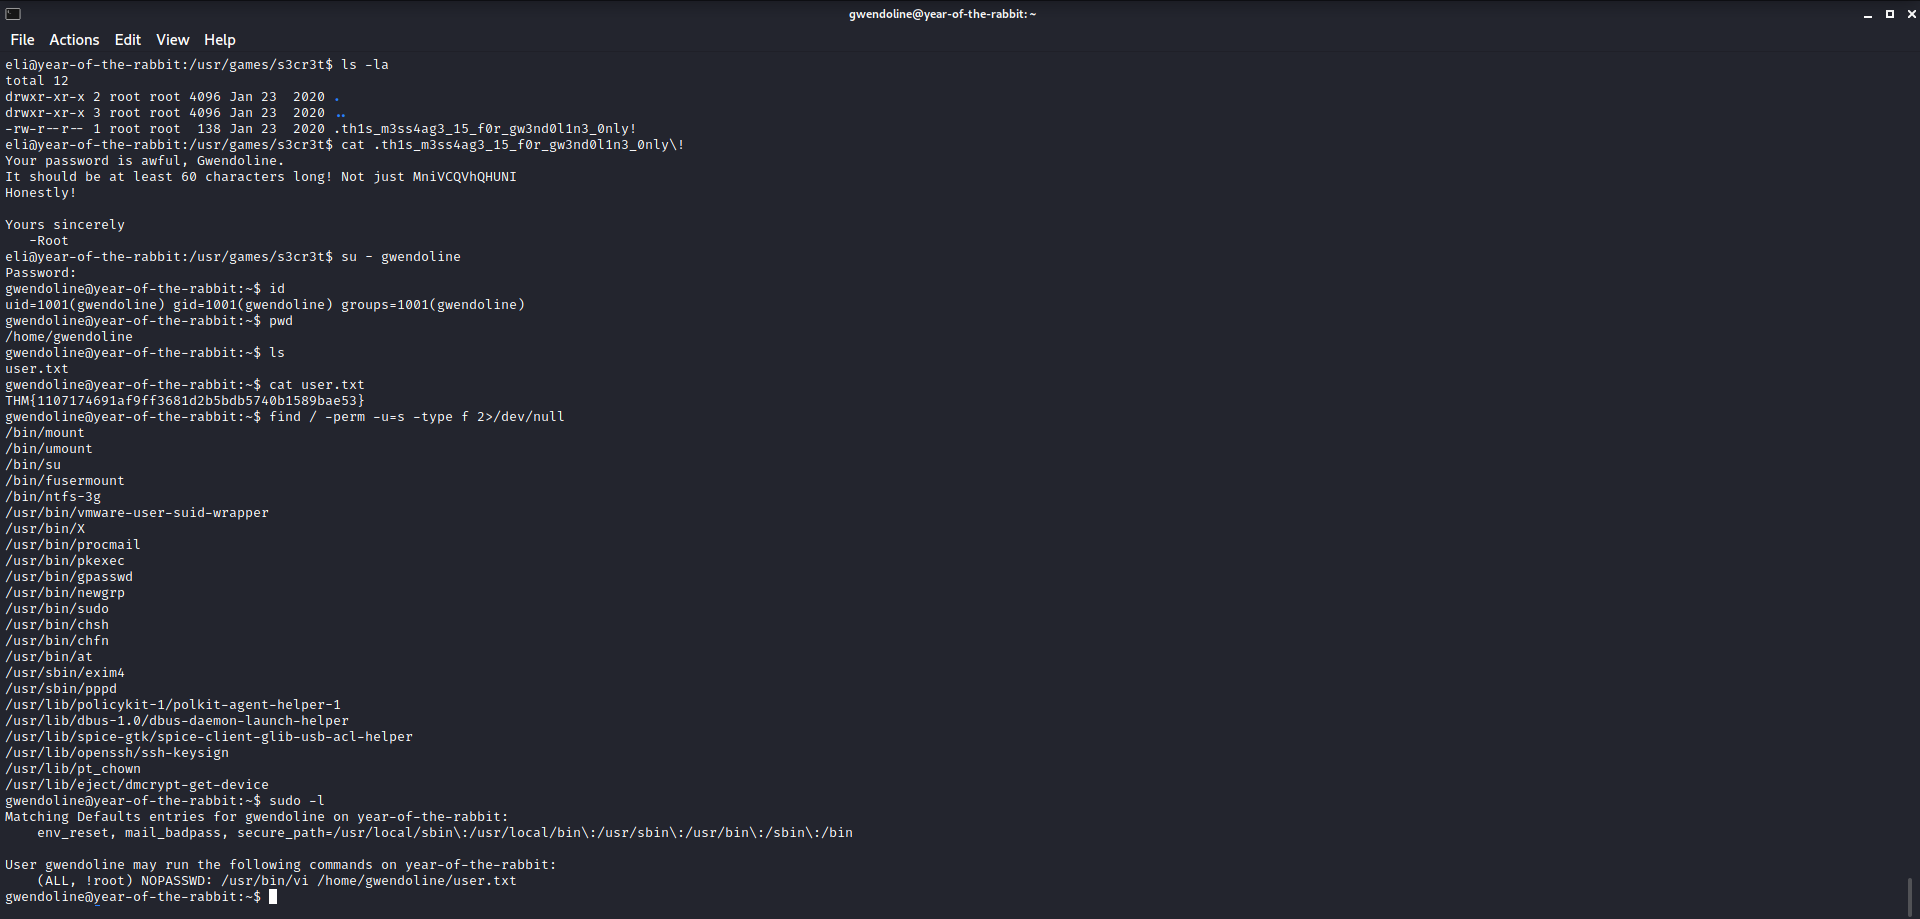 gwendoline@year-of-the-rabbit: ~
File Actions Edit View Help
eli@year-of-the-rabbit:/usr/games/s3cr3t$ ls -la
total 12
drwxr-xr-x 2 root root 4096 Jan 23  2020 .
drwxr-xr-x 3 root root 4096 Jan 23  2020 ..
-rw-r--r-- 1 root root  138 Jan 23  2020 .th1s_m3ss4ag3_15_f0r_gw3nd0l1n3_0nly!
eli@year-of-the-rabbit:/usr/games/s3cr3t$ cat .th1s_m3ss4ag3_15_f0r_gw3nd0l1n3_0nly\!
Your password is awful, Gwendoline.
It should be at least 60 characters long! Not just MniVCQVhQHUNI
Honestly!
Yours sincerely
   -Root
eli@year-of-the-rabbit:/usr/games/s3cr3t$ su - gwendoline
Password:
gwendoline@year-of-the-rabbit:~$ id
uid=1001(gwendoline) gid=1001(gwendoline) groups=1001(gwendoline)
gwendoline@year-of-the-rabbit:~$ pwd
/home/gwendoline
gwendoline@year-of-the-rabbit:~$ ls
user.txt
gwendoline@year-of-the-rabbit:~$ cat user.txt
THM{1107174691af9ff3681d2b5bdb5740b1589bae53}
gwendoline@year-of-the-rabbit:~$ find / -perm -u=s -type f 2>/dev/null
/bin/mount
/bin/umount
/bin/su
/bin/fusermount
/bin/ntfs-3g
/usr/bin/vmware-user-suid-wrapper
/usr/bin/X
/usr/bin/procmail
/usr/bin/pkexec
/usr/bin/gpasswd
/usr/bin/newgrp
/usr/bin/sudo
/usr/bin/chsh
/usr/bin/chfn
/usr/bin/at
/usr/sbin/exim4
/usr/sbin/pppd
/usr/lib/policykit-1/polkit-agent-helper-1
/usr/lib/dbus-1.0/dbus-daemon-launch-helper
/usr/lib/spice-gtk/spice-client-glib-usb-acl-helper
/usr/lib/openssh/ssh-keysign
/usr/lib/pt_chown
/usr/lib/eject/dmcrypt-get-device
gwendoline@year-of-the-rabbit:~$ sudo -l
Matching Defaults entries for gwendoline on year-of-the-rabbit:
    env_reset, mail_badpass, secure_path=/usr/local/sbin\:/usr/local/bin\:/usr/sbin\:/usr/bin\:/sbin\:/bin
User gwendoline may run the following commands on year-of-the-rabbit:
    (ALL, !root) NOPASSWD: /usr/bin/vi /home/gwendoline/user.txt
gwendoline@year-of-the-rabbit:~$